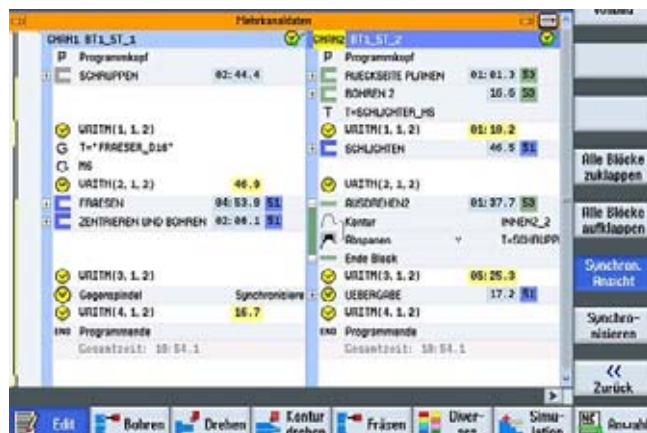 Mehrkanaldaten
CHAN1 BT1_ST_1
P Programmkopf
SCHRUPPEN 02:44.4
WAITM(1,1,2)
G T="FRAESER_D16"
G M6
WAITM(2,1,2) 46.9
FRAESEN 04:53.0 S1
ZENTRIEREN UND BOHREN 02:06.1 S1
WAITM(3,1,2)
Gegenspindel Synchronisiere
WAITM(4,1,2) 16.7
END Programmende
Gesamtzeit: 10:54.1
CHAN2 BT1_ST_2
P Programmkopf
RUECKSEITE PLANEN 01:01.3 S3
BOHREN 2 16.6 S3
T T=SCHLICHTER_HS
WAITM(1,1,2) 01:10.2
SCHLICHTEN 46.5 S1
WAITM(2,1,2)
AUSDREHEN2 01:37.7 S3
Kontur INNEN2_2
Abspanen T=SCHRUPP
Ende Block
WAITM(3,1,2) 05:25.3
UEBERGABE 17.2 S1
WAITM(4,1,2)
END Programmende
Gesamtzeit: 10:54.1
Alle Blöcke
zuklappen
Alle Blöcke
aufklappen
Synchron.
Ansicht
Synchro-
nisieren
<<
Zurück
Edit
Bohren
Drehen
Kontur
drehen
Fräsen
Diver-
ses
Simu-
lation
NC
Anwahl